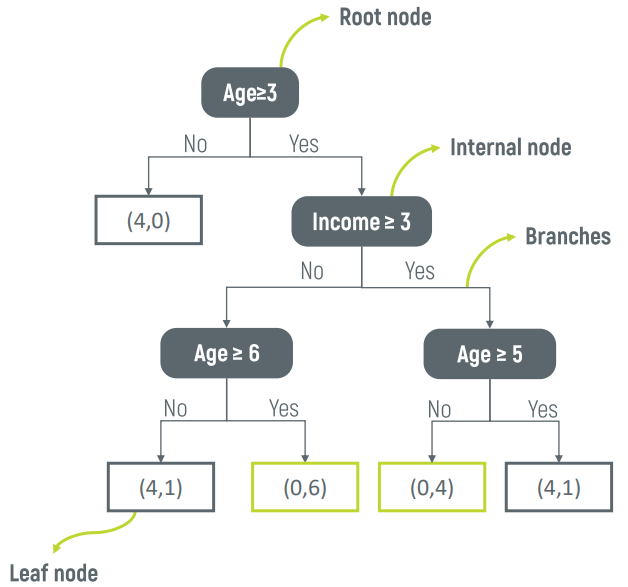 Root node
Age≥3
No
Yes
Internal node
(4,0)
Income ≥ 3
Branches
No
Yes
Age ≥ 6
Age ≥ 5
No
Yes
No
Yes
(4,1)
(0,6)
(0,4)
(4,1)
Leaf node